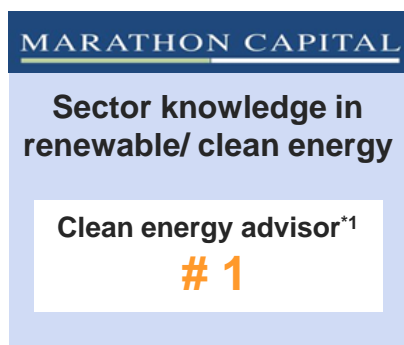 MARATHON CAPITAL
Sector knowledge in
renewable/ clean energy
Clean energy advisor*1
# 1